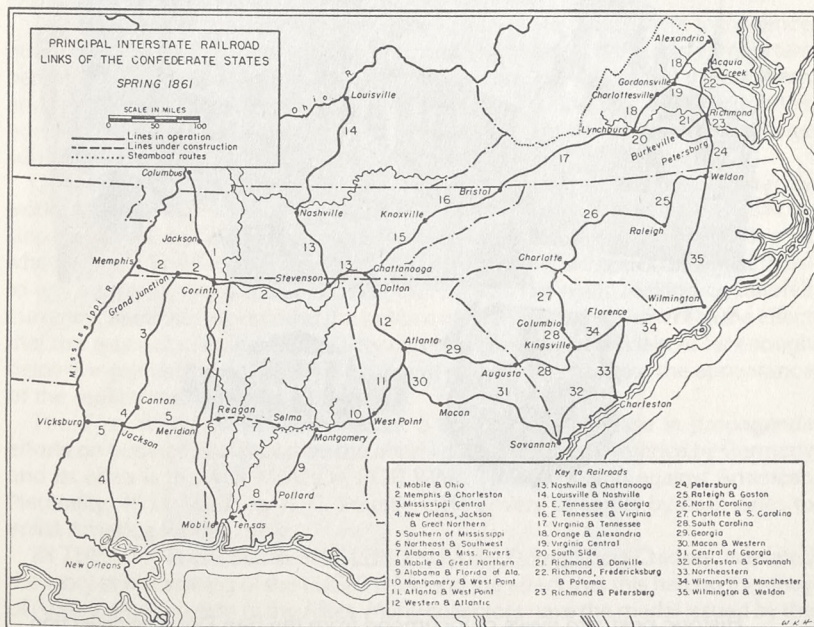 PRINCIPAL INTERSTATE RAILROAD
LINKS OF THE CONFEDERATE STATES
SPRING 1861
SCALE IN MILES
0 50 100
Lines in operation
Lines under construction
Steamboat routes
Alexandria
18
Acquia
Creek
Gordonsville
22
Charlottesville
19
18
Richmond
Lynchburg
21
23
20
Burkeville
Petersburg
24
Ohio R
Louisville
14
17
Weldon
Columbus
Bristol
16
25
Nashville
Knoxville
26
Raleigh
1
15
Jackson
13
35
Memphis
2
2
1
Stevenson
13
Chattanooga
Charlotte
Grand Junction
Corinth
2
Dalton
27
Wilmington
Mississippi R
12
Columbia
Florence
34
28
34
3
Atlanta
29
Kingsville
Augusta
28
33
11
30
31
32
Canton
Reagan
Selma
10
West Point
Macon
Charleston
Vicksburg
4
5
5
6
7
Jackson
Meridian
Montgomery
Savannah
4
1
9
8
Pollard
Mobile
Tensas
New Orleans
Key to Railroads
1. Mobile & Ohio
2 Memphis & Charleston
3. Mississippi Central
4 New Orleans, Jackson
& Great Northern
5 Southern of Mississippi
6 Northeast & Southwest
7 Alabama & Miss. Rivers
8 Mobile & Great Northern
9 Alabama & Florida of Ala.
10 Montgomery & West Point
11. Atlanta & West Point
12 Western & Atlantic
13. Nashville & Chattanooga
14. Louisville & Nashville
15 E. Tennessee & Georgia
16 E Tennessee & Virginia
17. Virginia & Tennessee
18 Orange & Alexandria
19. Virginia Central
20 South Side
21. Richmond & Danville
22. Richmond, Fredericksburg
& Potomac
23 Richmond & Petersberg
24 Petersburg
25 Raleigh & Gaston
26 North Carolina
27 Charlotte & S. Carolina
28 South Carolina
29. Georgia
30 Macon & Western
31 Central of Georgia
32 Charleston & Savannah
33 Northeastern
34 Wilmington & Manchester
35 Wilmington & Weldon